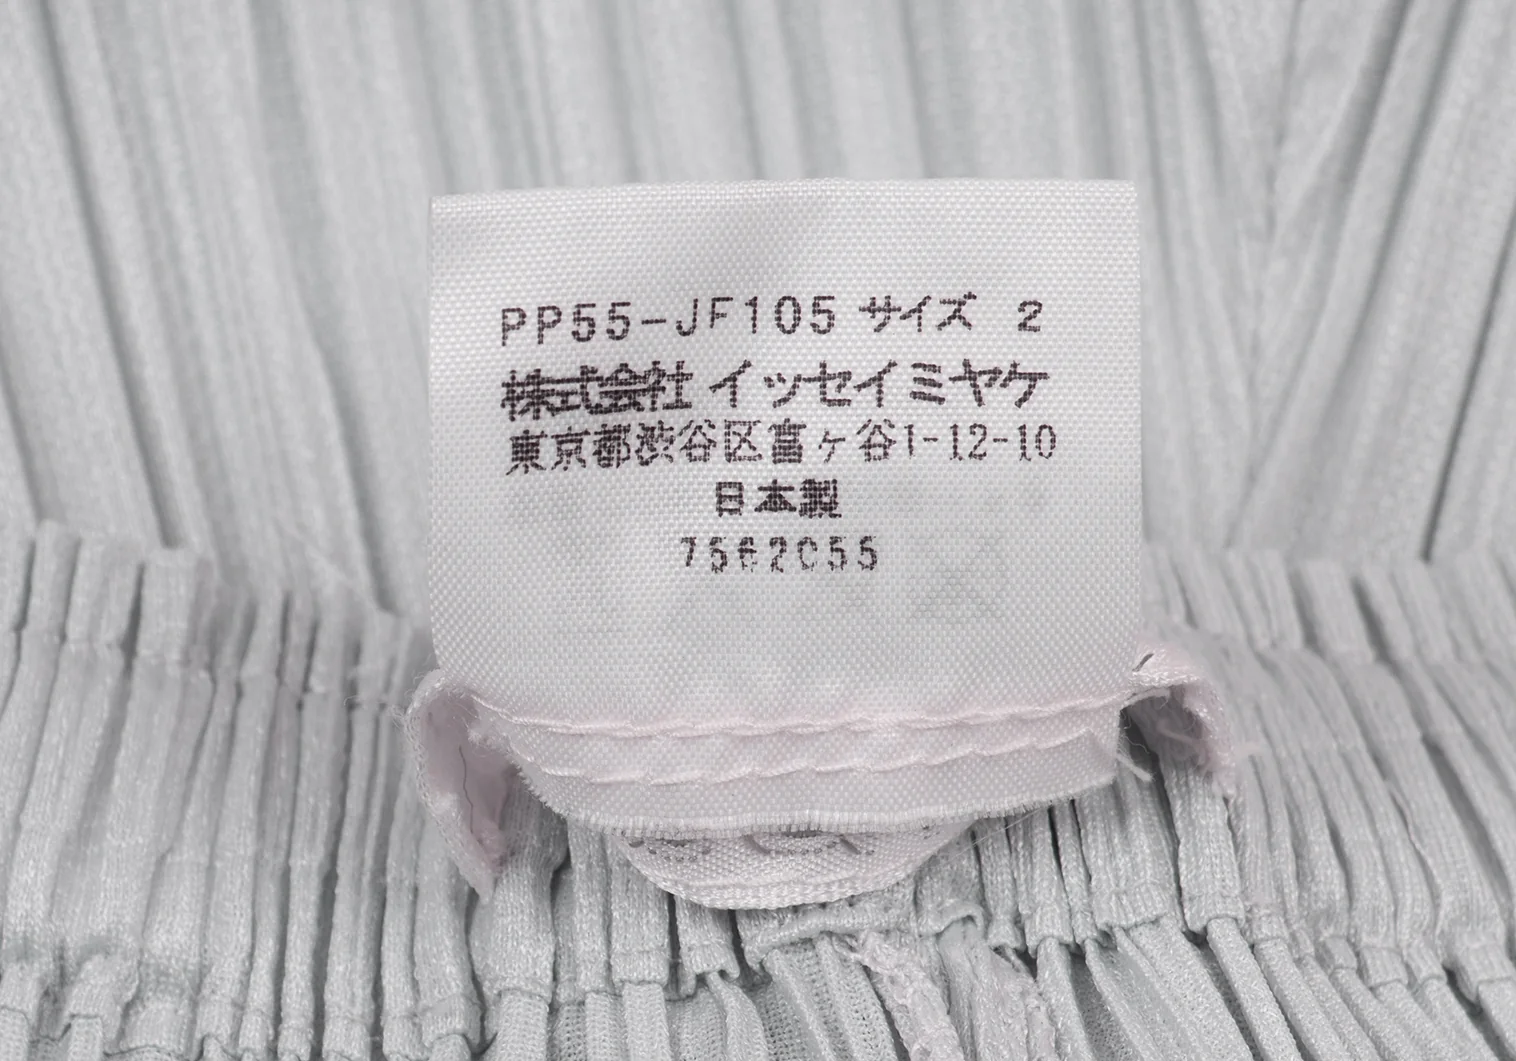 PP55-JF105 サイズ 2
株式会社 イッセイミヤケ
東京都渋谷区富ヶ谷1-12-10
日本製
7562055